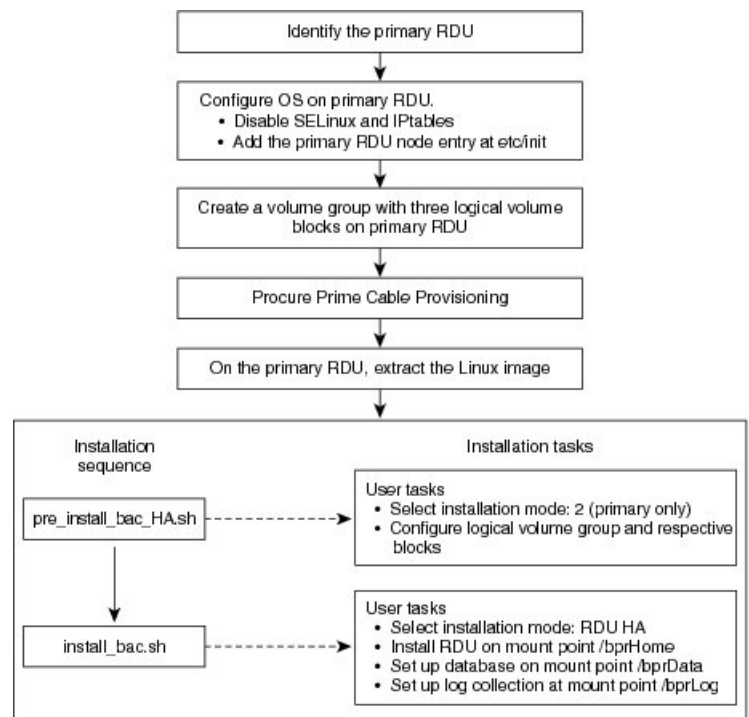 Identify the primary RDU
Configure OS on primary RDU.
• Disable SELinux and IPtables
• Add the primary RDU node entry at etc/init
Create a volume group with three logical volume
blocks on primary RDU
Procure Prime Cable Provisioning
On the primary RDU, extract the Linux image
Installation
sequence
Installation tasks
pre_install_bac_HA.sh
User tasks
• Select installation mode: 2 (primary only)
• Configure logical volume group and respective
blocks
install_bac.sh
User tasks
• Select installation mode: RDU HA
• Install RDU on mount point /bprHome
• Set up database on mount point /bprData
• Set up log collection at mount point /bprLog